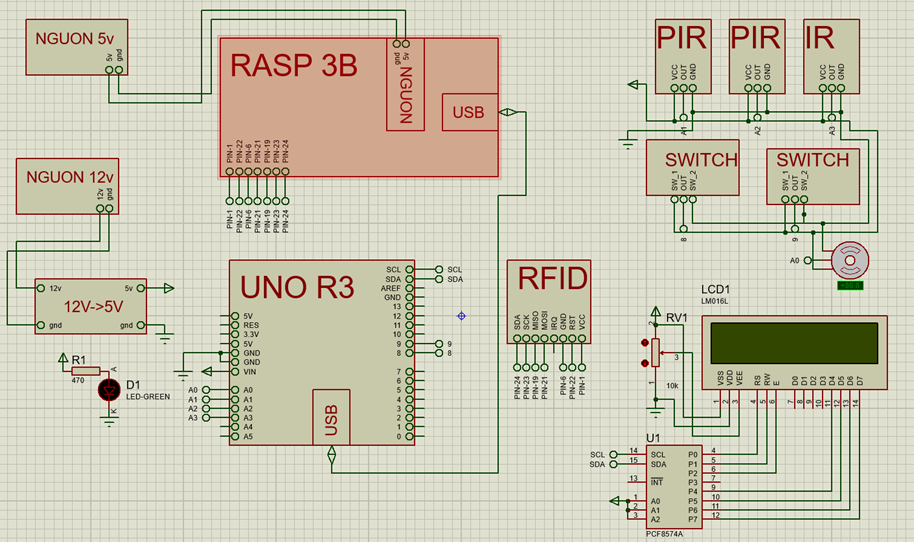 NGUON 5v
5v
gnd
RASP 3B
gnd
5v
NGUON
USB
PIN-1
PIN-22
PIN-6
PIN-21
PIN-19
PIN-23
PIN-24
PIN-1
PIN-22
PIN-6
PIN-21
PIN-19
PIN-23
PIN-24
PIR
VCC
OUT
GND
PIR
VCC
OUT
GND
IR
VCC
OUT
GND
A1
A2
A3
SWITCH
SW_1
OUT
SW_2
SWITCH
SW_1
OUT
SW_2
8
9
A0
NGUON 12v
12v
gnd
12v
5v
12V->5V
gnd
gnd
R1
470
D1
LED-GREEN
A
K
UNO R3
SCL
SDA
AREF
GND
13
12
11
10
9
8
7
6
5
4
3
2
1
0
SCL
SDA
9
8
5V
RES
3.3V
5V
GND
GND
VIN
A0
A1
A2
A3
A0
A1
A2
A3
A4
A5
USB
RFID
SDA
SCK
MISO
MOSI
IRQ
GND
RST
VCC
PIN-24
PIN-23
PIN-19
PIN-21
PIN-6
PIN-22
PIN-1
LCD1
LM016L
RV1
2
3
1
10k
VSS
VDD
VEE
RS
RW
E
D0
D1
D2
D3
D4
D5
D6
D7
1
2
3
4
5
6
7
8
9
10
11
12
13
14
U1
SCL
SDA
14
15
13
1
2
3
SCL
SDA
INT
A0
A1
A2
P0
P1
P2
P3
P4
P5
P6
P7
4
5
6
7
9
10
11
12
PCF8574A